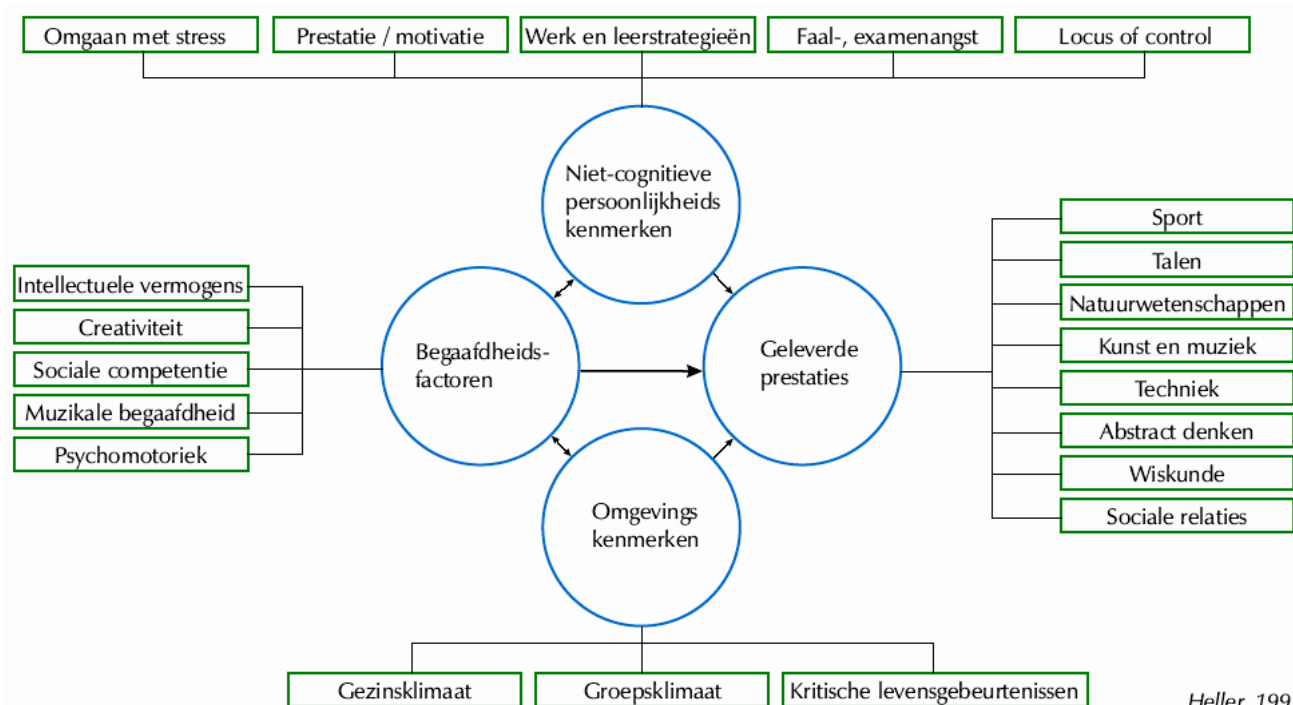 Omgaan met stress
Prestatie / motivatie
Werk en leerstrategieën
Faal-, examenangst
Locus of control
Niet-cognitieve
persoonlijkheids
kenmerken
Intellectuele vermogens
Creativiteit
Sociale competentie
Muzikale begaafdheid
Psychomotoriek
Begaafdheids-
factoren
Geleverde
prestaties
Sport
Talen
Natuurwetenschappen
Kunst en muziek
Techniek
Abstract denken
Wiskunde
Sociale relaties
Omgevings
kenmerken
Gezinsklimaat
Groepsklimaat
Kritische levensgebeurtenissen
Heller, 199